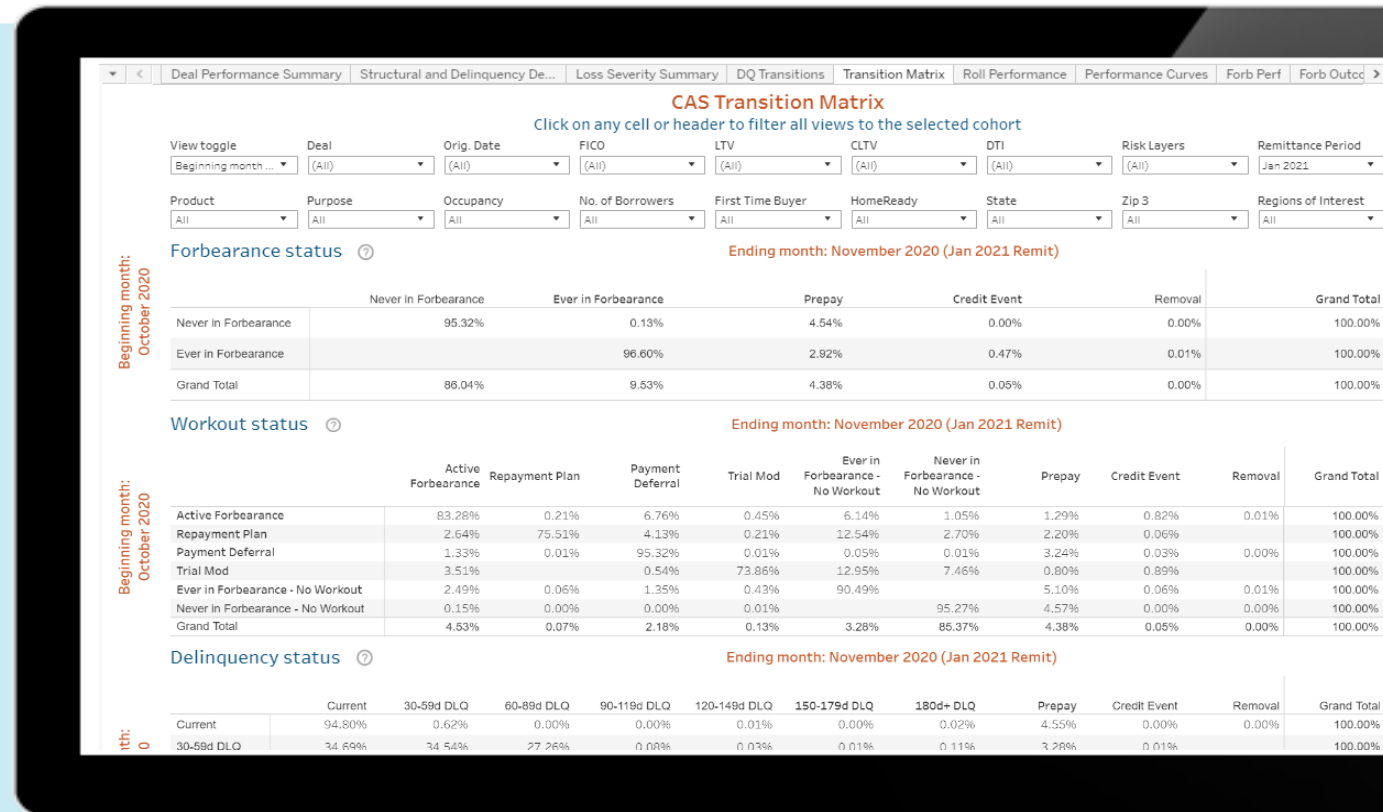 Deal Performance Summary Structural and Delinquency De... Loss Severity Summary DQ Transitions Transition Matrix Roll Performance Performance Curves Forb Perf Forb Outcc
CAS Transition Matrix
Click on any cell or header to filter all views to the selected cohort
View toggle Deal Orig. Date FICO LTV CLTV DTI Risk Layers Remittance Period
Beginning month ... (All) (All) (All) (All) (All) (All) (All) Jan 2021
Product Purpose Occupancy No. of Borrowers First Time Buyer HomeReady State Zip 3 Regions of Interest
All All All All All All All All All
Forbearance status ? Ending month: November 2020 (Jan 2021 Remit)
Beginning month:
October 2020
Never in Forbearance Ever in Forbearance Prepay Credit Event Removal Grand Total
Never in Forbearance 95.32% 0.13% 4.54% 0.00% 0.00% 100.00%
Ever in Forbearance 96.60% 2.92% 0.47% 0.01% 100.00%
Grand Total 86.04% 9.53% 4.38% 0.05% 0.00% 100.00%
Workout status ? Ending month: November 2020 (Jan 2021 Remit)
Beginning month:
October 2020
Active Forbearance Repayment Plan Payment Deferral Trial Mod Ever in Forbearance - No Workout Never in Forbearance - No Workout Prepay Credit Event Removal Grand Total
Active Forbearance 83.28% 0.21% 6.76% 0.45% 6.14% 1.05% 1.29% 0.82% 0.01% 100.00%
Repayment Plan 2.64% 75.51% 4.13% 0.21% 12.54% 2.70% 2.20% 0.06% 100.00%
Payment Deferral 1.33% 0.01% 95.32% 0.01% 0.05% 0.01% 3.24% 0.03% 0.00% 100.00%
Trial Mod 3.51% 0.54% 73.86% 12.95% 7.46% 0.80% 0.89% 100.00%
Ever in Forbearance - No Workout 2.49% 0.06% 1.35% 0.43% 90.49% 5.10% 0.06% 0.01% 100.00%
Never in Forbearance - No Workout 0.15% 0.00% 0.00% 0.01% 95.27% 4.57% 0.00% 0.00% 100.00%
Grand Total 4.53% 0.07% 2.18% 0.13% 3.28% 85.37% 4.38% 0.05% 0.00% 100.00%
Delinquency status ? Ending month: November 2020 (Jan 2021 Remit)
Current 30-59d DLQ 60-89d DLQ 90-119d DLQ 120-149d DLQ 150-179d DLQ 180d+ DLQ Prepay Credit Event Removal Grand Total
Current 94.80% 0.62% 0.00% 0.00% 0.01% 0.00% 0.02% 4.55% 0.00% 0.00% 100.00%
30-59d DLQ 34.69% 34.54% 27.26% 0.08% 0.03% 0.01% 0.11% 3.28% 0.01% 100.00%